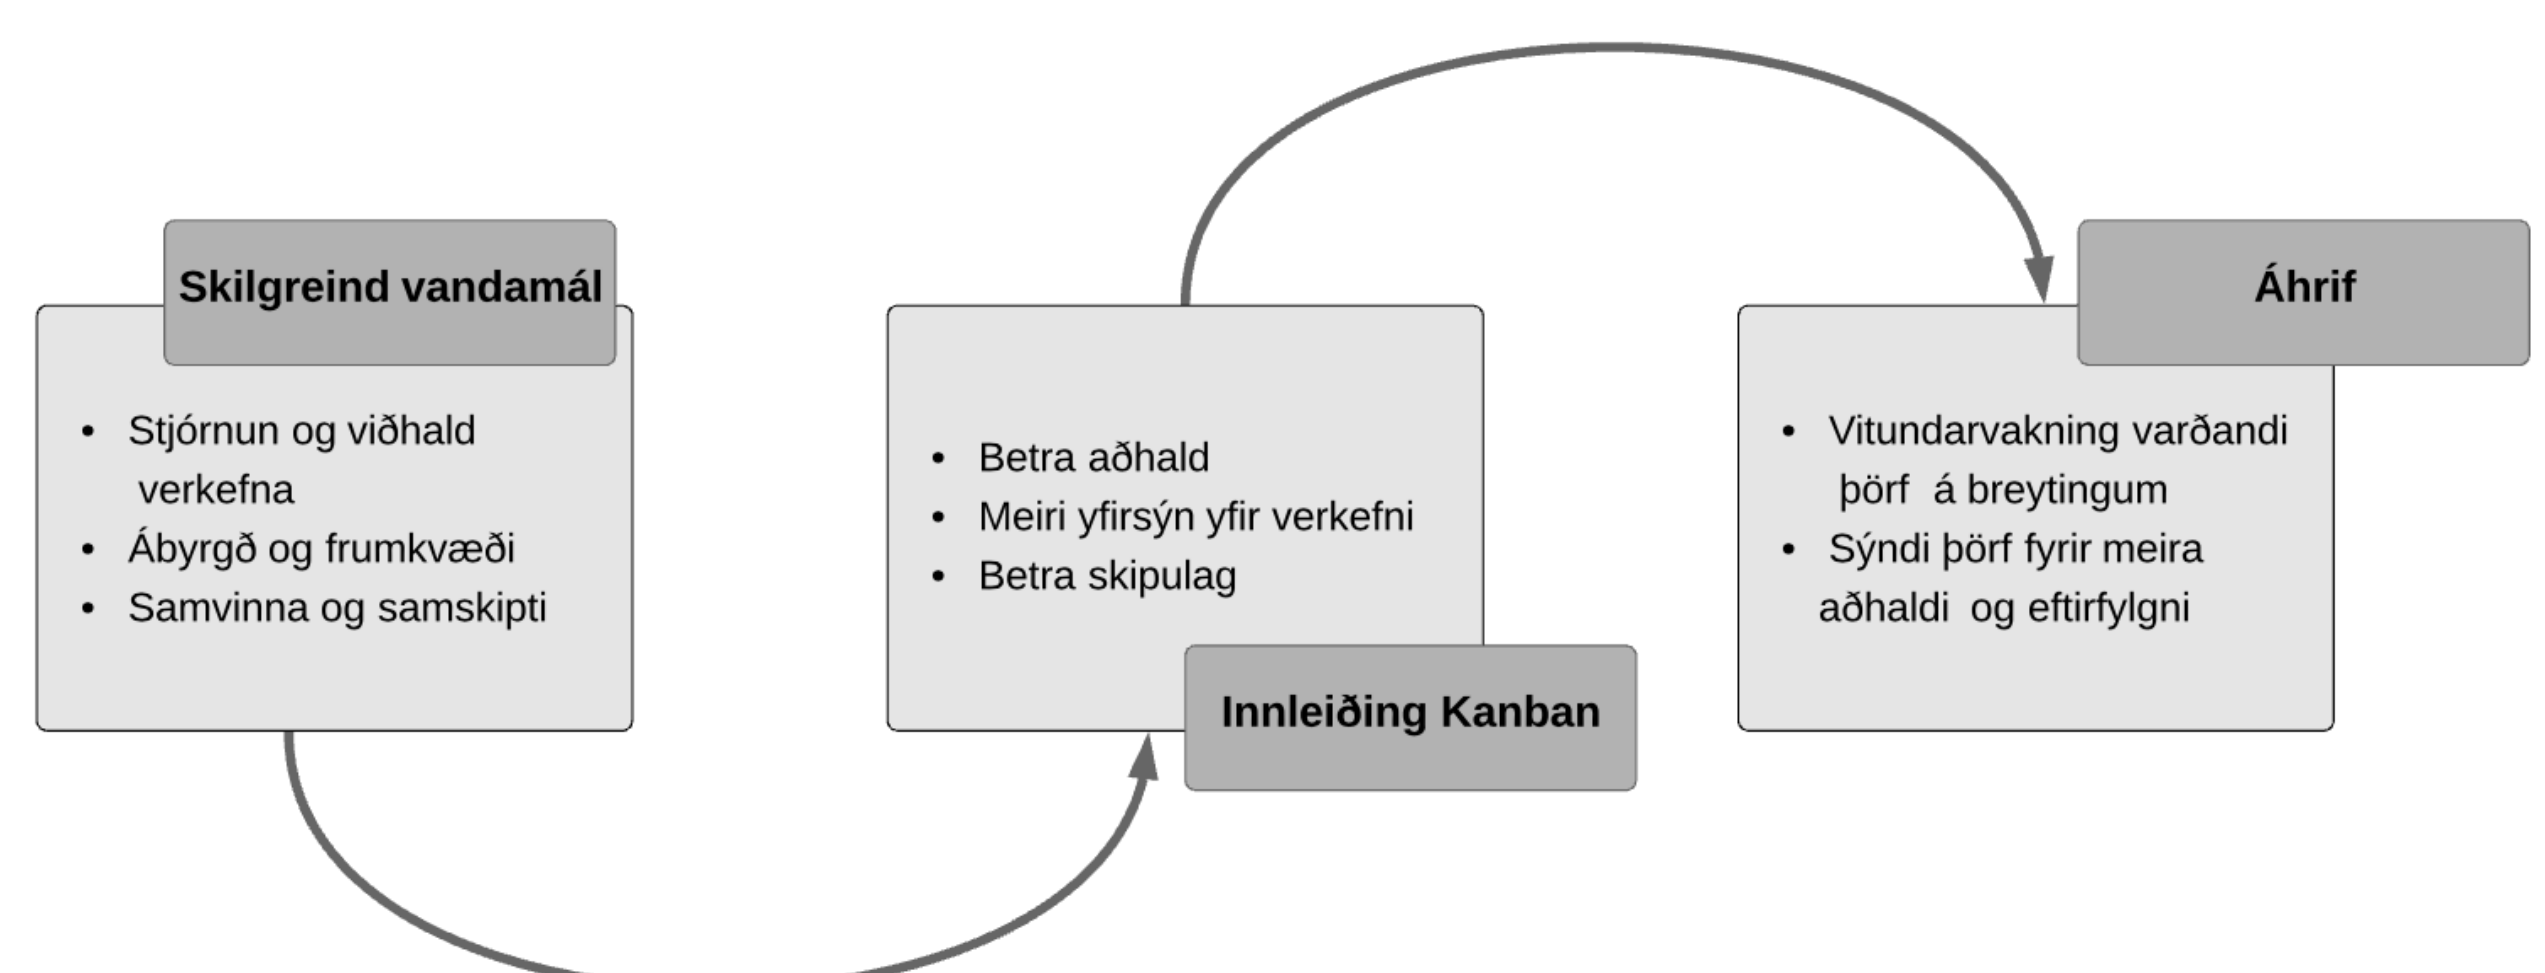 Skilgreind vandamál
• Stjórnun og viðhald
verkefna
• Ábyrgð og frumkvæði
• Samvinna og samskipti
• Betra aðhald
• Meiri yfirsýn yfir verkefni
• Betra skipulag
Innleiðing Kanban
Áhrif
• Vitundarvakning varðandi
þörf á breytingum
• Sýndi þörf fyrir meira
aðhaldi og eftirfylgni